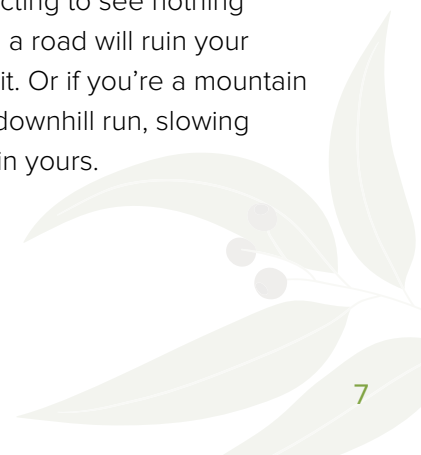 cting to see nothing
a road will ruin your
it. Or if you’re a mountain
downhill run, slowing
in yours.
7